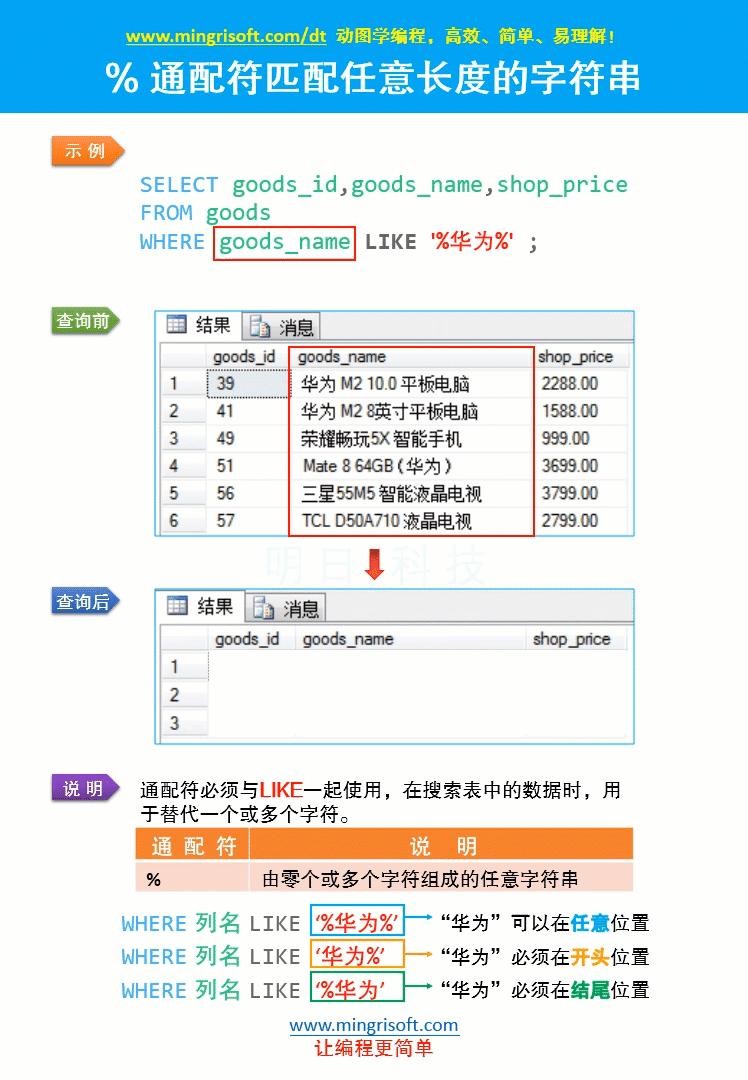 www.mingrisoft.com/dt 动图学编程，高效、简单、易理解！
% 通配符匹配任意长度的字符串
示 例
SELECT goods_id,goods_name,shop_price
FROM goods
WHERE goods_name LIKE '%华为%' ;
查询前
结果 消息
goods_id goods_name shop_price
1 39 华为 M2 10.0 平板电脑 2288.00
2 41 华为 M2 8英寸平板电脑 1588.00
3 49 荣耀畅玩5X 智能手机 999.00
4 51 Mate 8 64GB（华为） 3699.00
5 56 三星55M5 智能液晶电视 3799.00
6 57 TCL D50A710 液晶电视 2799.00
明日科技
查询后
结果 消息
goods_id goods_name shop_price
1
2
3
说 明
通配符必须与LIKE一起使用，在搜索表中的数据时，用
于替代一个或多个字符。
通 配 符 说 明
% 由零个或多个字符组成的任意字符串
WHERE 列名 LIKE ‘%华为%’ “华为”可以在任意位置
WHERE 列名 LIKE ‘华为%’ “华为”必须在开头位置
WHERE 列名 LIKE ‘%华为’ “华为”必须在结尾位置
www.mingrisoft.com
让编程更简单